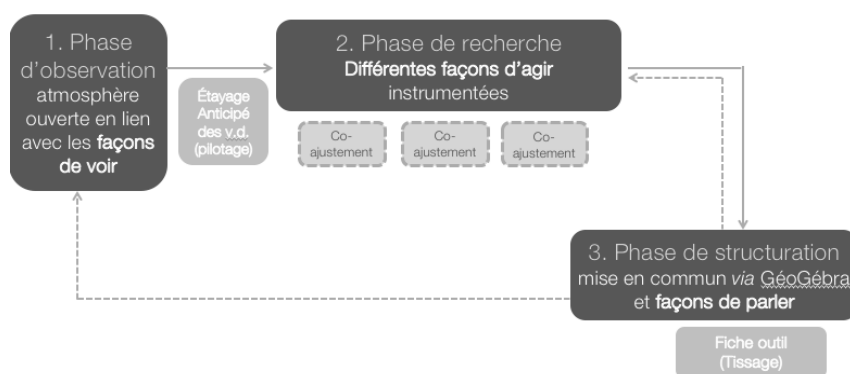 1. Phase
d'observation
atmosphère
ouverte en lien
avec les façons
de voir
Étayage
Anticipé
des v.d.
(pilotage)
2. Phase de recherche
Différentes façons d'agir
instrumentées
Co-
ajustement
Co-
ajustement
Co-
ajustement
3. Phase de structuration
mise en commun via GéoGébra
et façons de parler
Fiche outil
(Tissage)